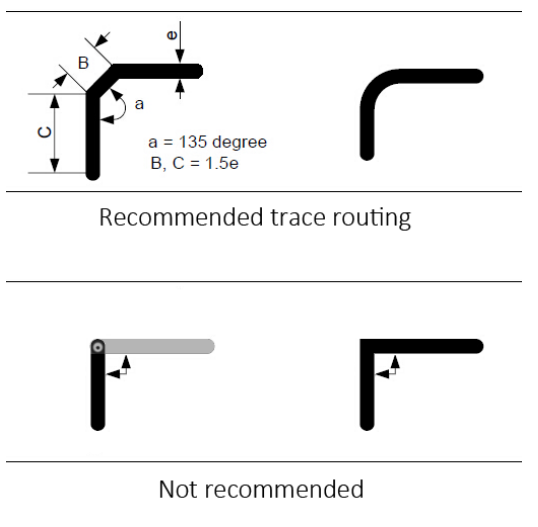 e
B
a
C
a = 135 degree
B, C = 1.5e
Recommended trace routing
Not recommended